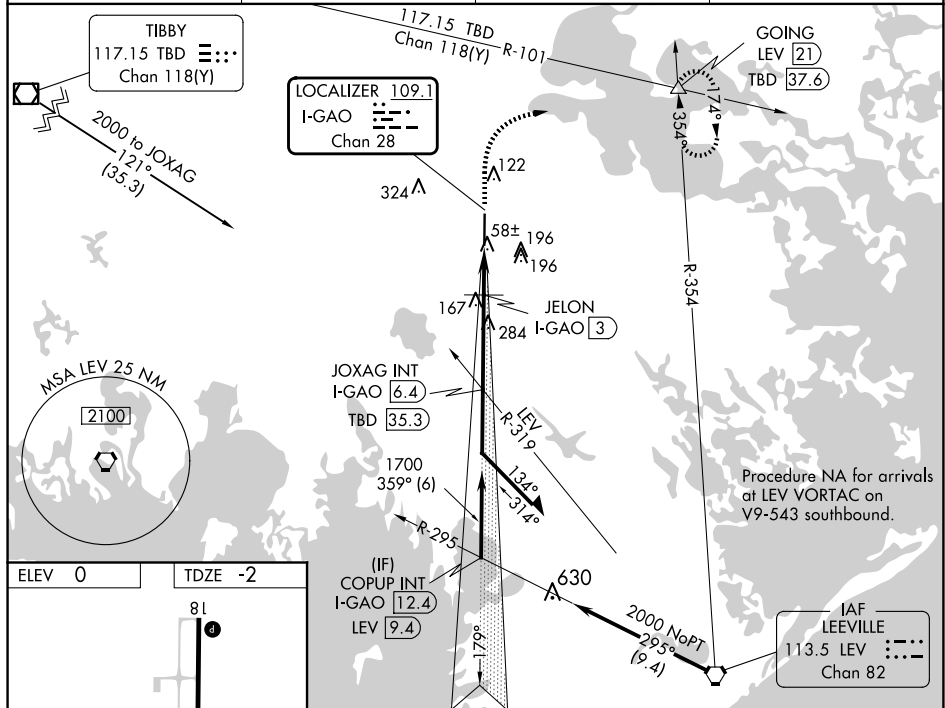 TIBBY
117.15 TBD
Chan 118(Y)
117.15 TBD
Chan 118(Y)
R-101
GOING
LEV 21
TBD 37.6
LOCALIZER 109.1
I-GAO
Chan 28
2000 to JOXAG
121°
(35.3)
174°
354°
122
324
58±
196
196
R-354
167
JELON
I-GAO 3
284
JOXAG INT
I-GAO 6.4
TBD 35.3
LEV
R-319
MSA LEV 25 NM
2100
1700
359° (6)
134°
314°
Procedure NA for arrivals
at LEV VORTAC on
V9-543 southbound.
R-295
(IF)
COPUP INT
I-GAO 12.4
LEV 9.4
630
2000 NoPT
295°
(9.4)
IAF
LEEVILLE
113.5 LEV
Chan 82
179°
ELEV 0
TDZE -2
18
P